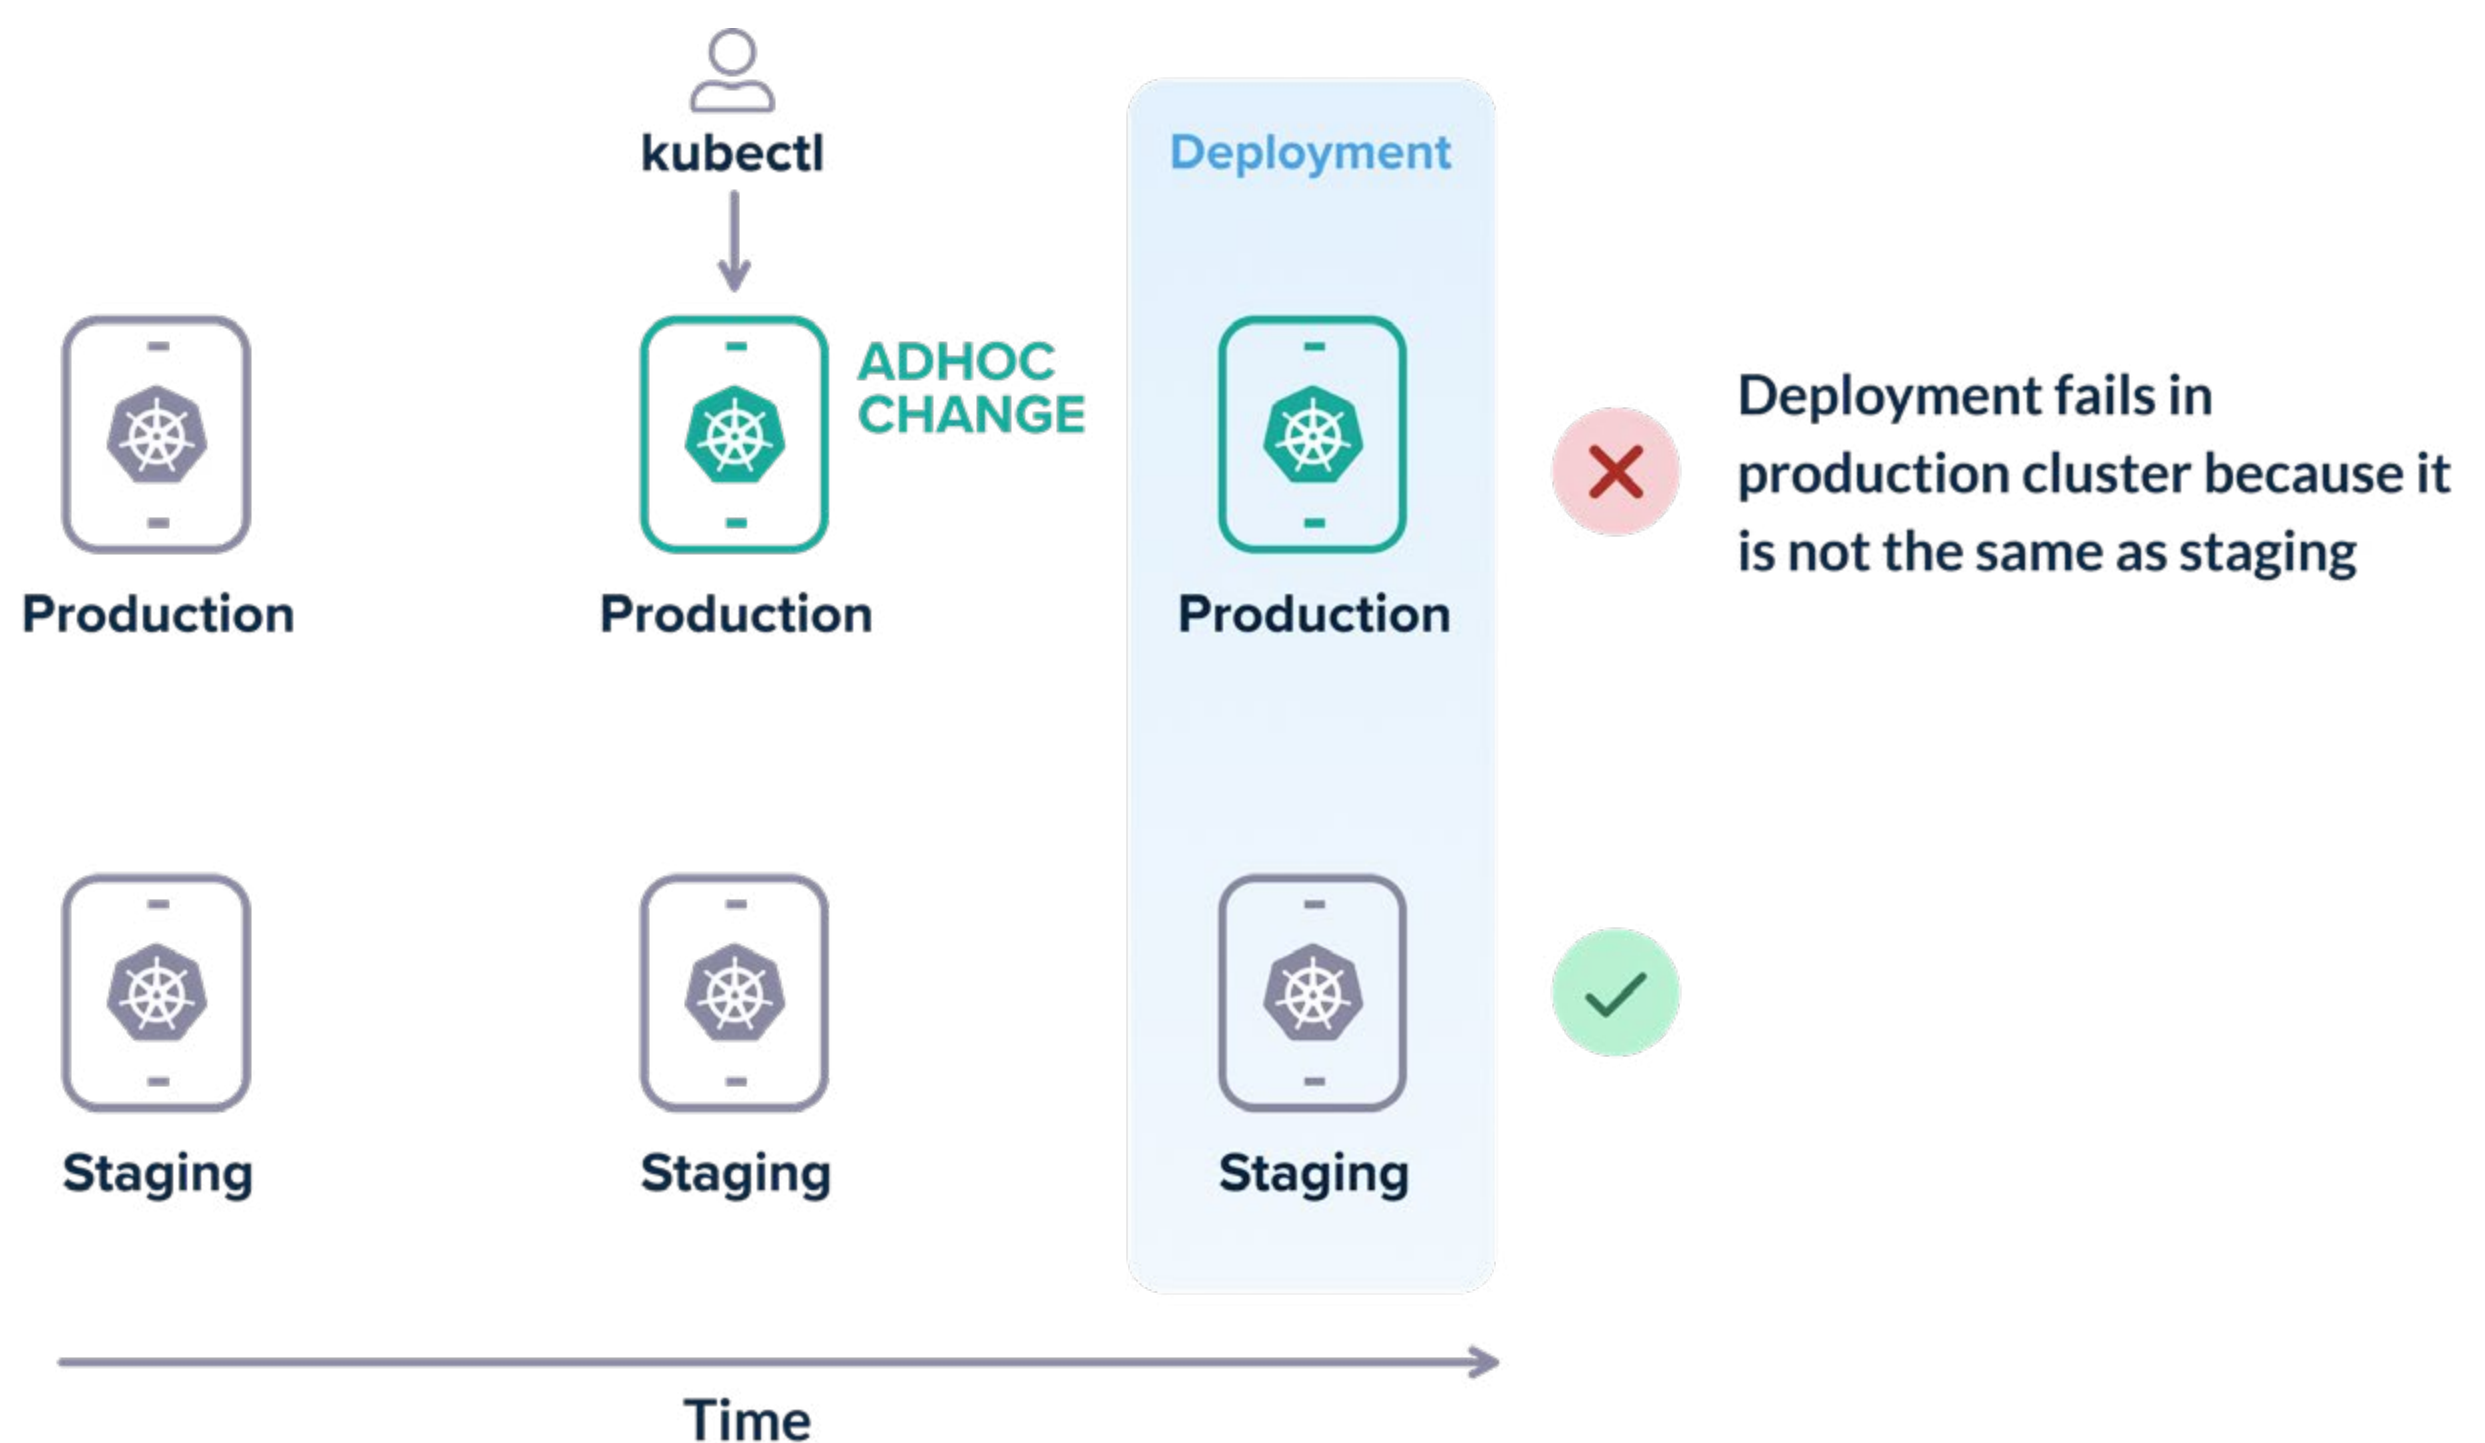 kubectl
Deployment
ADHOC
CHANGE
Deployment fails in
production cluster because it
is not the same as staging
Production
Production
Production
Staging
Staging
Staging
Time